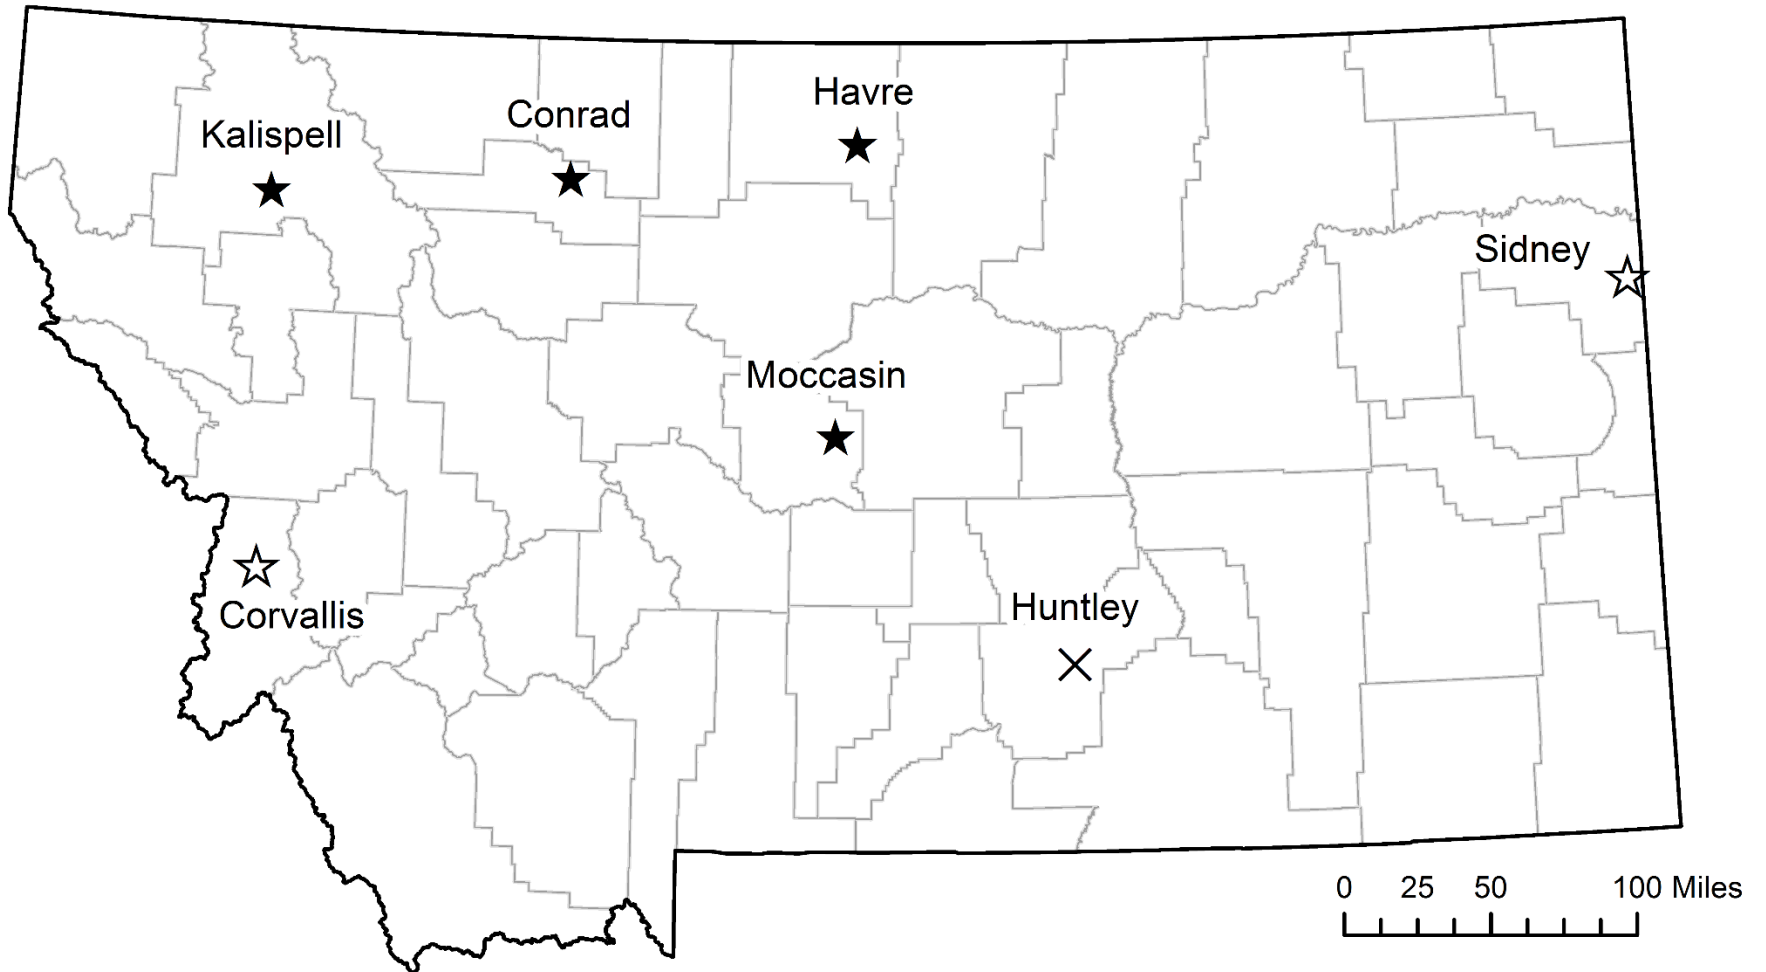 Havre
Conrad
Kalispell
Sidney
Moccasin
Huntley
Corvallis
0 25 50 100 Miles